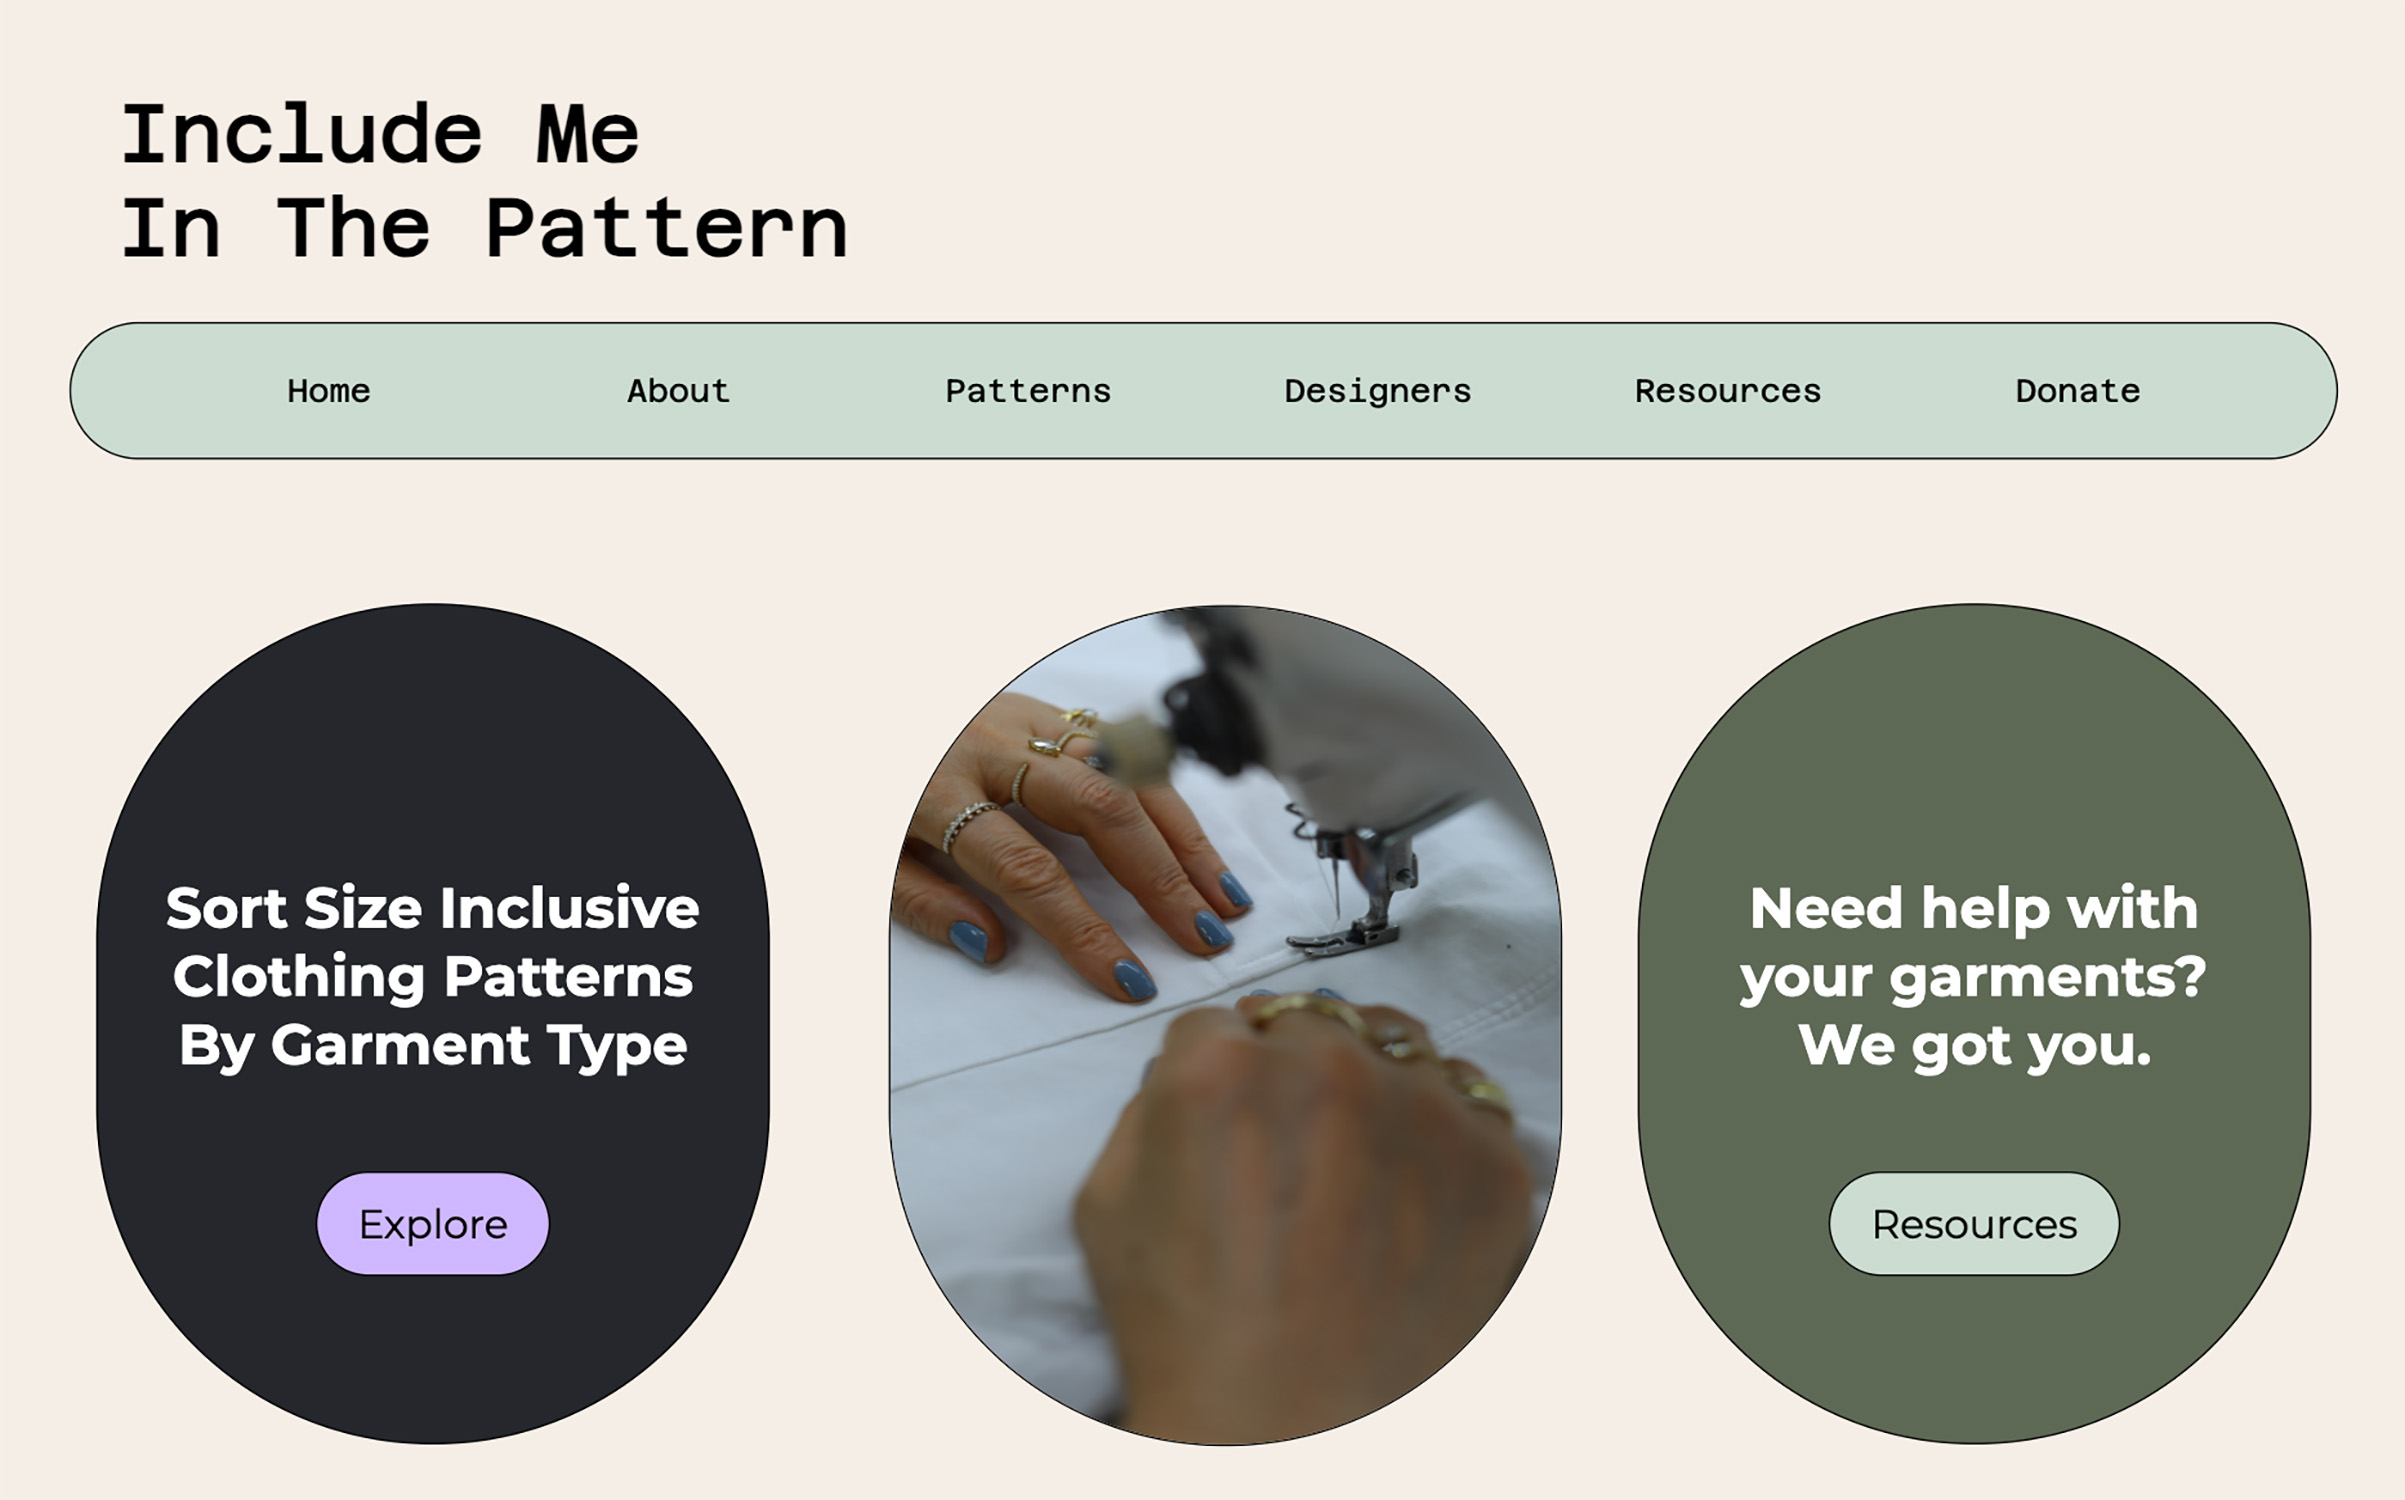 Include Me
In The Pattern
Home About Patterns Designers Resources Donate
Sort Size Inclusive
Clothing Patterns
By Garment Type
Explore
Need help with
your garments?
We got you.
Resources